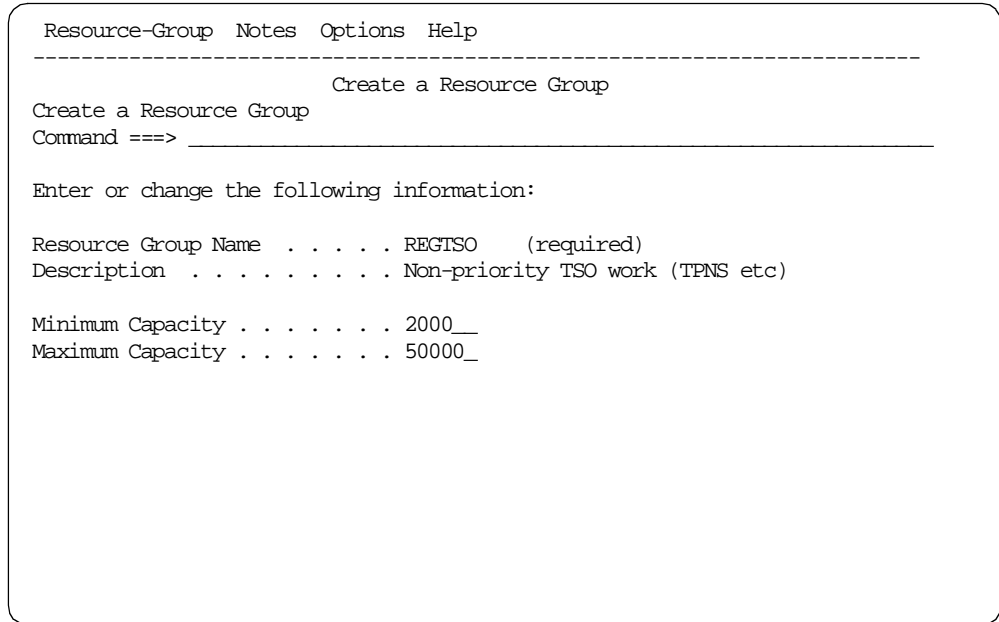 Resource-Group Notes Options Help
--------------------------------------------------------------------------
Create a Resource Group
Create a Resource Group
Command ===> ______________________________________________________________

Enter or change the following information:

Resource Group Name . . . . . REGTSO (required)
Description . . . . . . . . . Non-priority TSO work (TPNS etc)

Minimum Capacity . . . . . . . 2000__
Maximum Capacity . . . . . . . 50000_